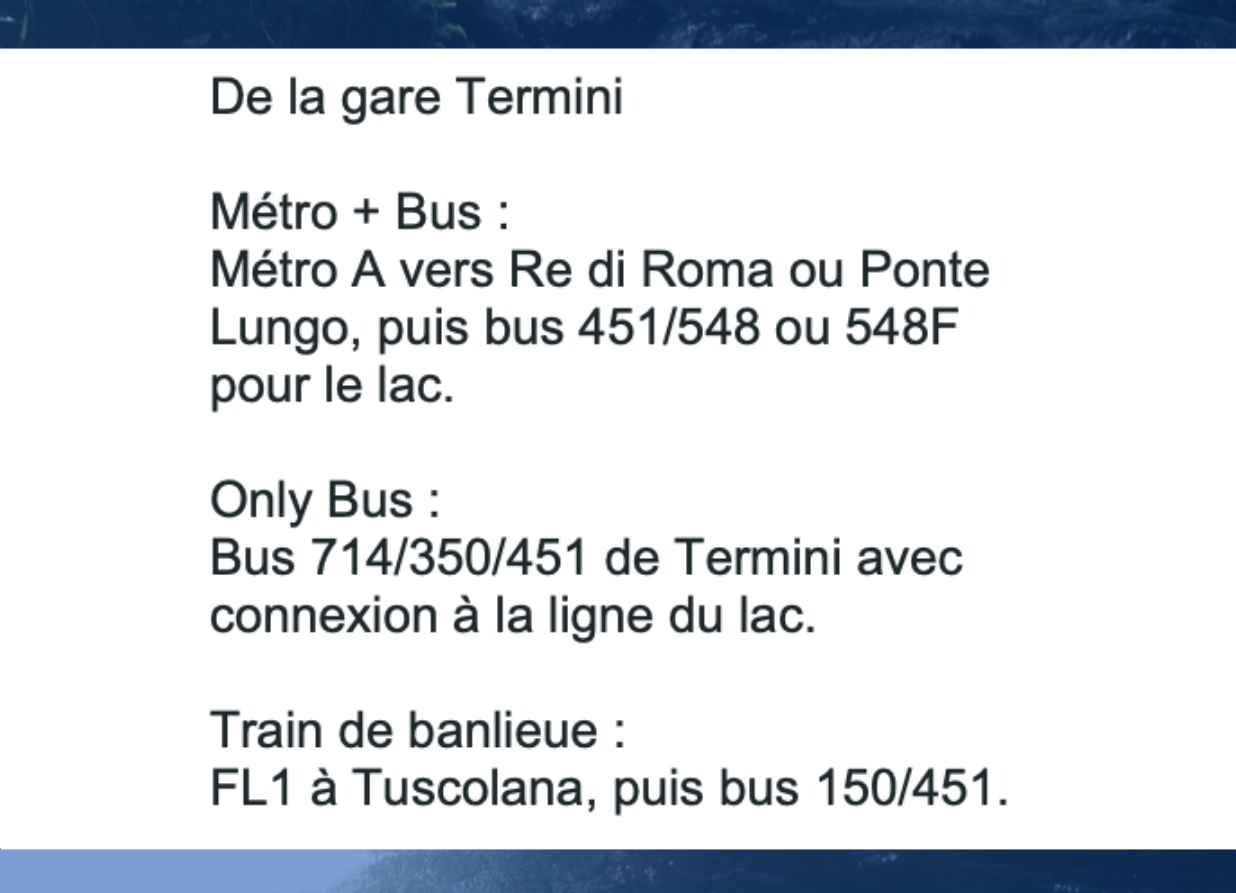 De la gare Termini
Métro + Bus :
Métro A vers Re di Roma ou Ponte
Lungo, puis bus 451/548 ou 548F
pour le lac.
Only Bus :
Bus 714/350/451 de Termini avec
connexion à la ligne du lac.
Train de banlieue :
FL1 à Tuscolana, puis bus 150/451.